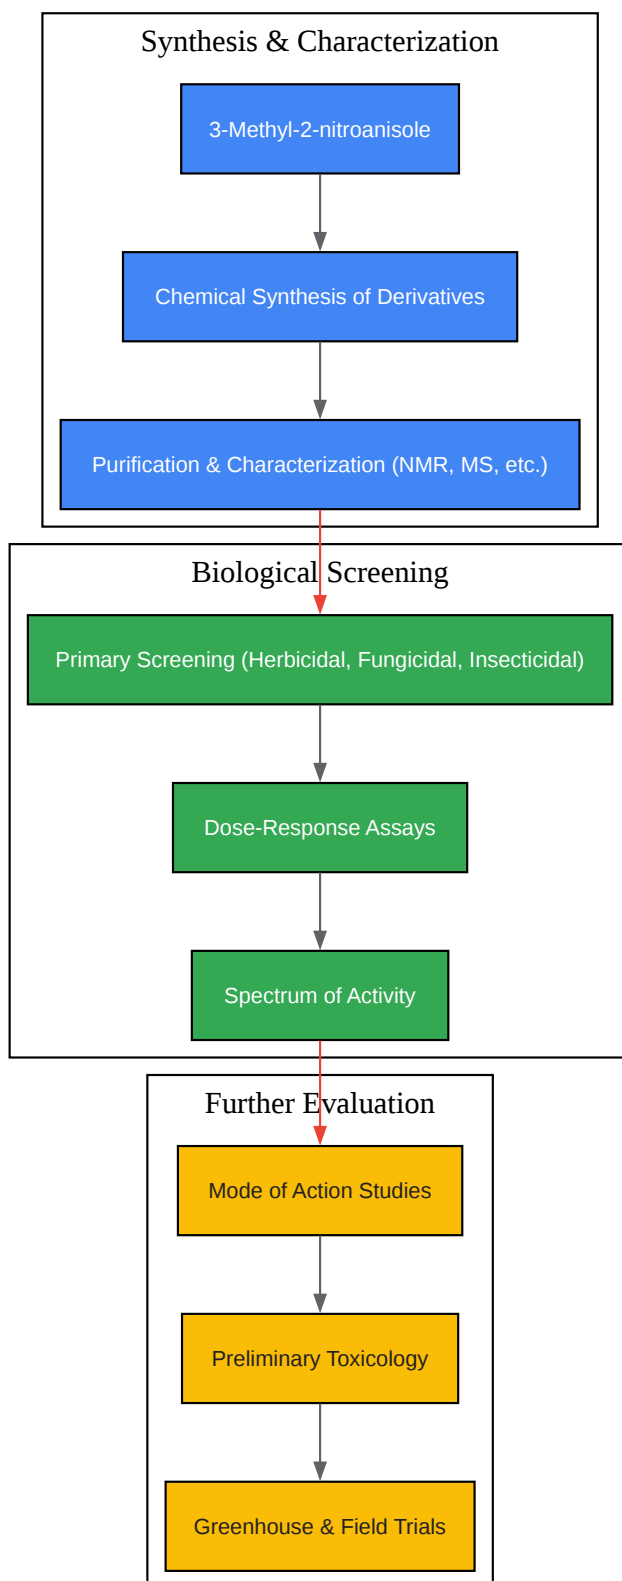 Synthesis & Characterization
3-Methyl-2-nitroanisole
Chemical Synthesis of Derivatives
Purification & Characterization (NMR, MS, etc.)
Biological Screening
Primary Screening (Herbicidal, Fungicidal, Insecticidal)
Dose-Response Assays
Spectrum of Activity
Further Evaluation
Mode of Action Studies
Preliminary Toxicology
Greenhouse & Field Trials